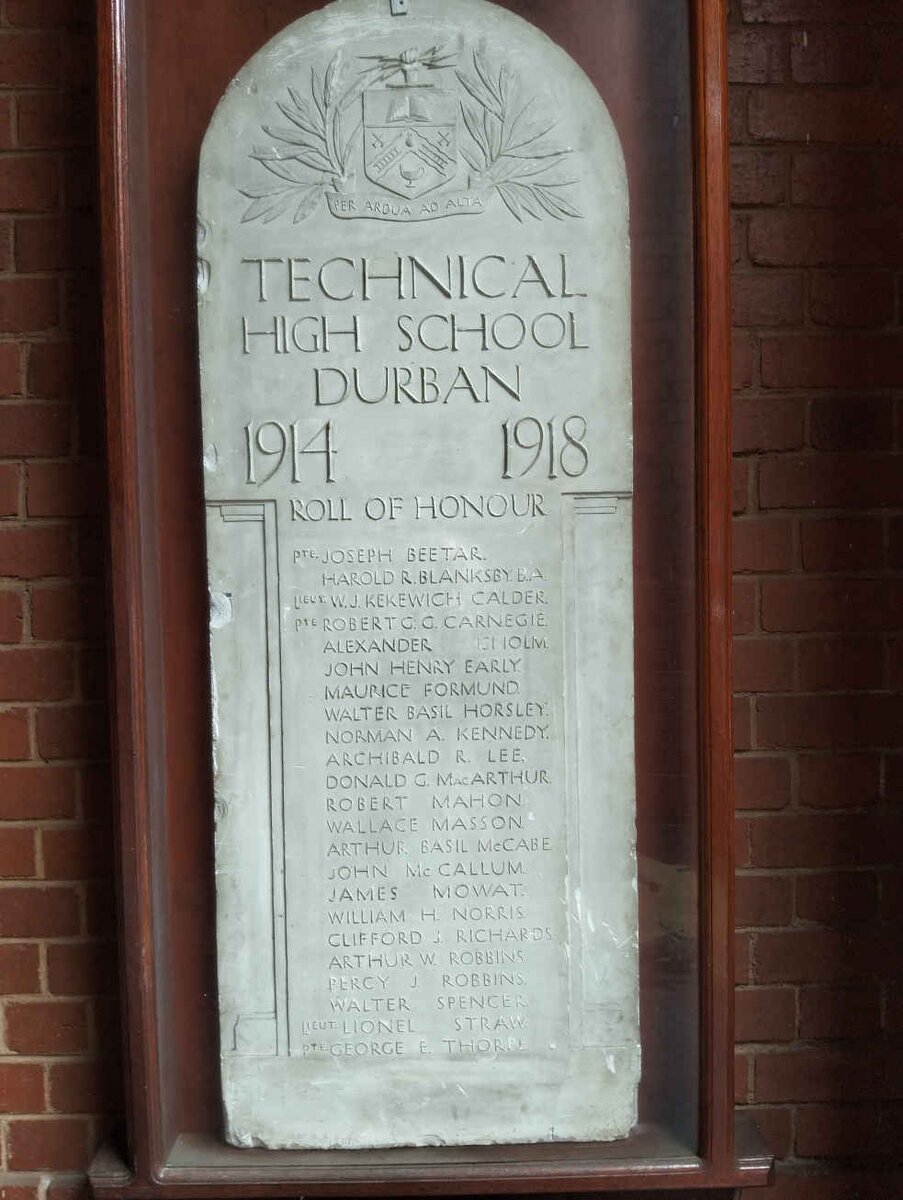 PER ARDUA AD ALTA
TECHNICAL
HIGH SCHOOL
DURBAN
1914 1918
ROLL OF HONOUR
PTE. JOSEPH BEETAR.
HAROLD R. BLANKSBY. B.A.
LIEUT. W. J. KEKEWICH CALDER.
PTE ROBERT G. G. CARNEGIE.
ALEXANDER
JOHN HENRY EARLY.
MAURICE FORMUND.
WALTER BASIL HORSLEY.
NORMAN A. KENNEDY.
ARCHIBALD R. LEE.
DONALD G. MacARTHUR
ROBERT MAHON
WALLACE MASSON.
ARTHUR. BASIL McCABE
JOHN McCALLUM.
JAMES MOWAT.
WILLIAM H. NORRIS.
CLIFFORD J. RICHARDS.
ARTHUR W. ROBBINS.
PERCY J. ROBBINS.
WALTER SPENCER
LIEUT. LIONEL STRAW
PTE GEORGE E. THORPE